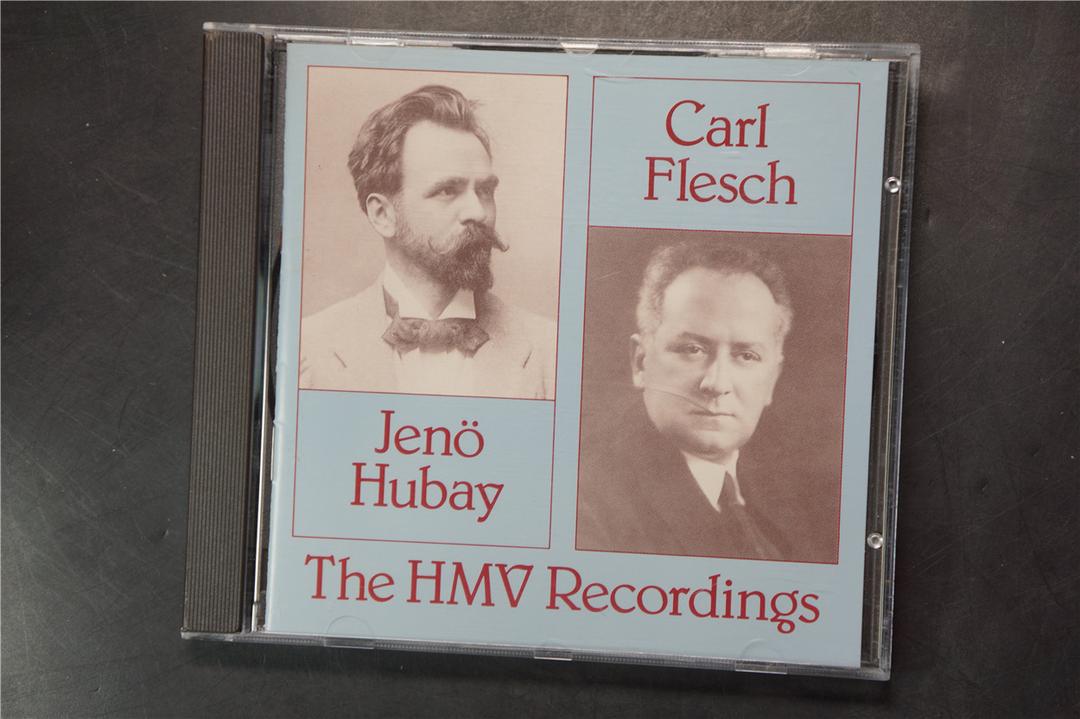 Carl
Flesch
Jenö
Hubay
The HMV Recordings